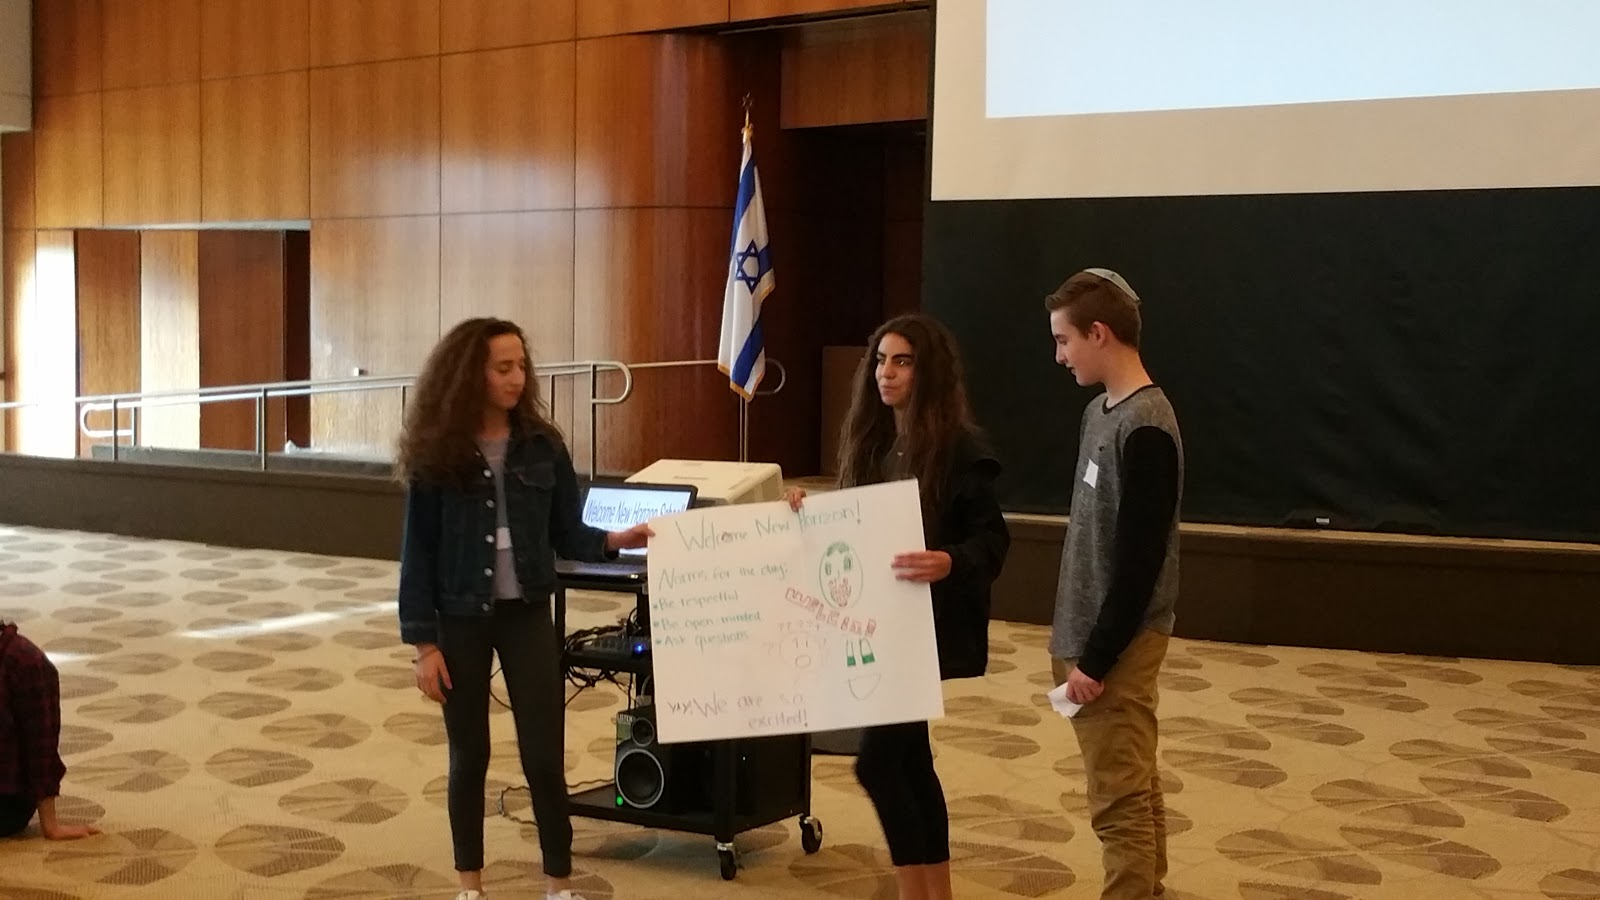 Welcome New Horizon School!
Welcome New Horizon!
Norms for the day:
• Be respectful
• Be open-minded
• Ask questions
WELCOME
We are so
excited!